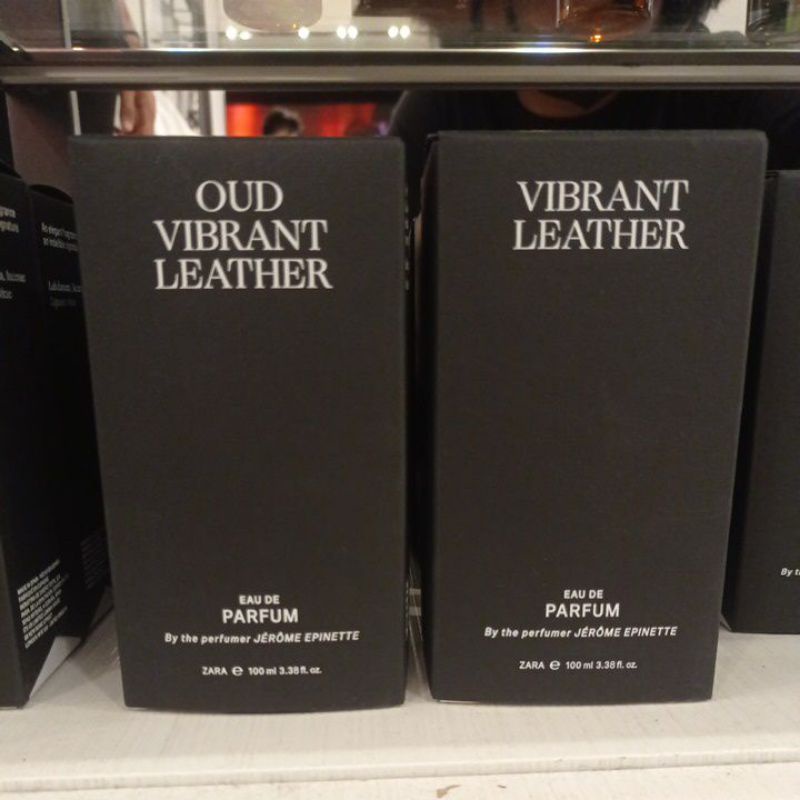 OUD
VIBRANT
LEATHER
EAU DE
PARFUM
By the perfumer JÉRÔME EPINETTE
ZARA e 100 ml 3.38 fl. oz.
VIBRANT
LEATHER
EAU DE
PARFUM
By the perfumer JÉRÔME EPINETTE
ZARA e 100 ml 3.38 fl. oz.
By